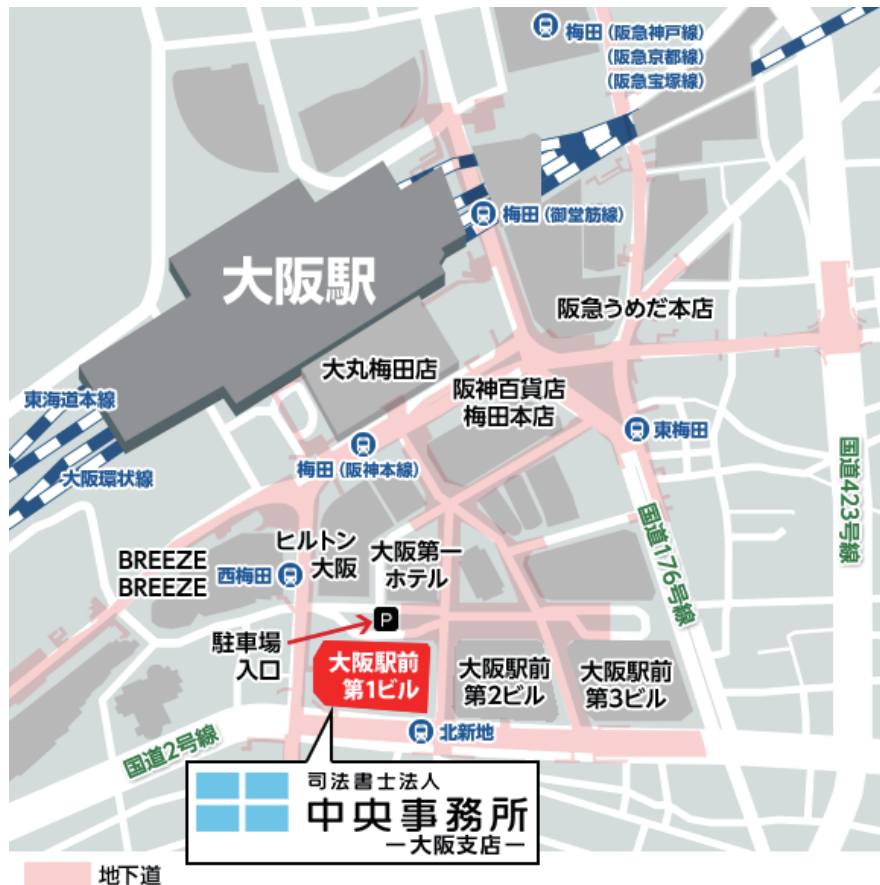 梅田（阪急神戸線）
（阪急京都線）
（阪急宝塚線）
梅田（御堂筋線）
大阪駅
阪急うめだ本店
大丸梅田店
阪神百貨店
梅田本店
東海道本線
東梅田
梅田（阪神本線）
大阪環状線
国道423号線
国道176号線
BREEZE
BREEZE
西梅田
ヒルトン
大阪
大阪第一
ホテル
P
駐車場
入口
大阪駅前
第1ビル
大阪駅前
第2ビル
大阪駅前
第3ビル
北新地
国道2号線
司法書士法人
中央事務所
ー大阪支店ー
地下道